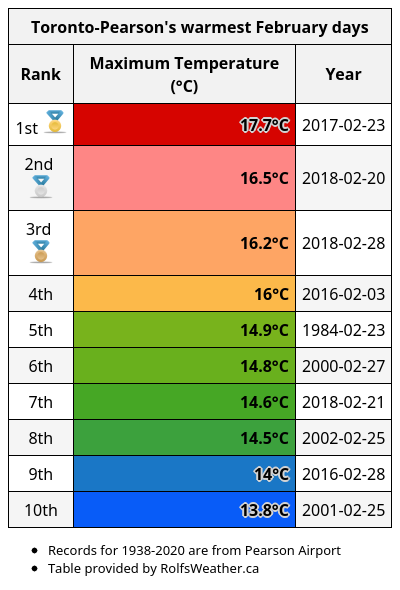 Toronto-Pearson's warmest February days
Rank Maximum Temperature (°C) Year
1st 17.7°C 2017-02-23
2nd 16.5°C 2018-02-20
3rd 16.2°C 2018-02-28
4th 16°C 2016-02-03
5th 14.9°C 1984-02-23
6th 14.8°C 2000-02-27
7th 14.6°C 2018-02-21
8th 14.5°C 2002-02-25
9th 14°C 2016-02-28
10th 13.8°C 2001-02-25
• Records for 1938-2020 are from Pearson Airport
• Table provided by RolfsWeather.ca